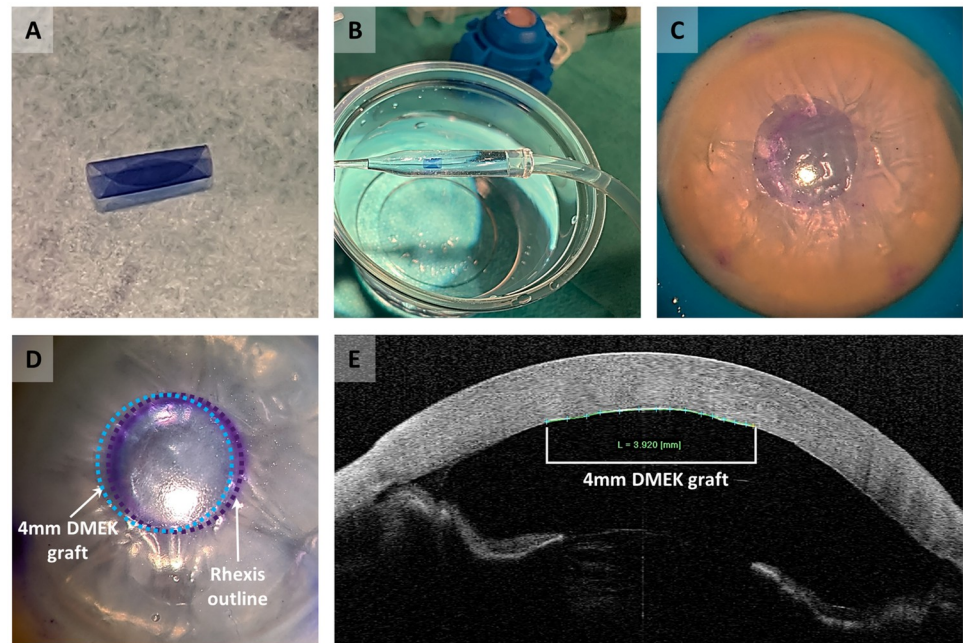 A
B
C
D
4mm DMEK
graft
Rhexis
outline
E
L = 3.920 [mm]
4mm DMEK graft